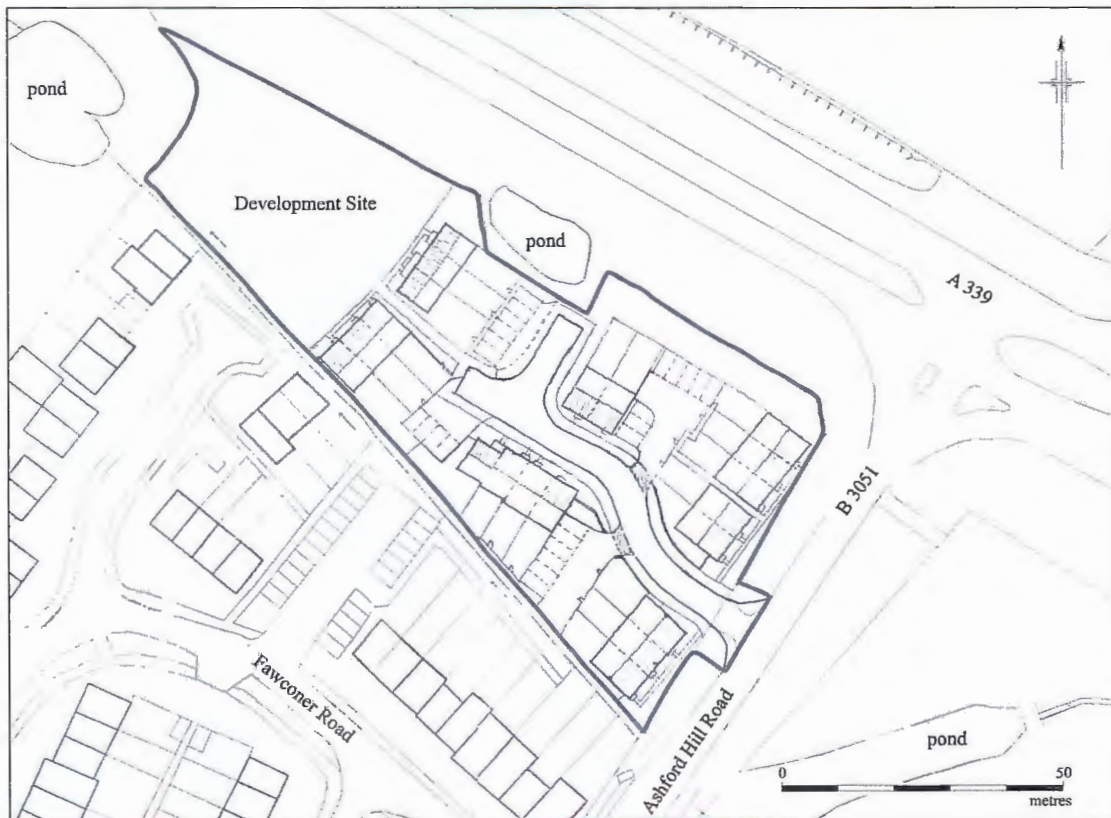 pond
Development Site
pond
A 339
B 3051
Fawconer Road
Ashford Hill Road
pond
0
50
metres